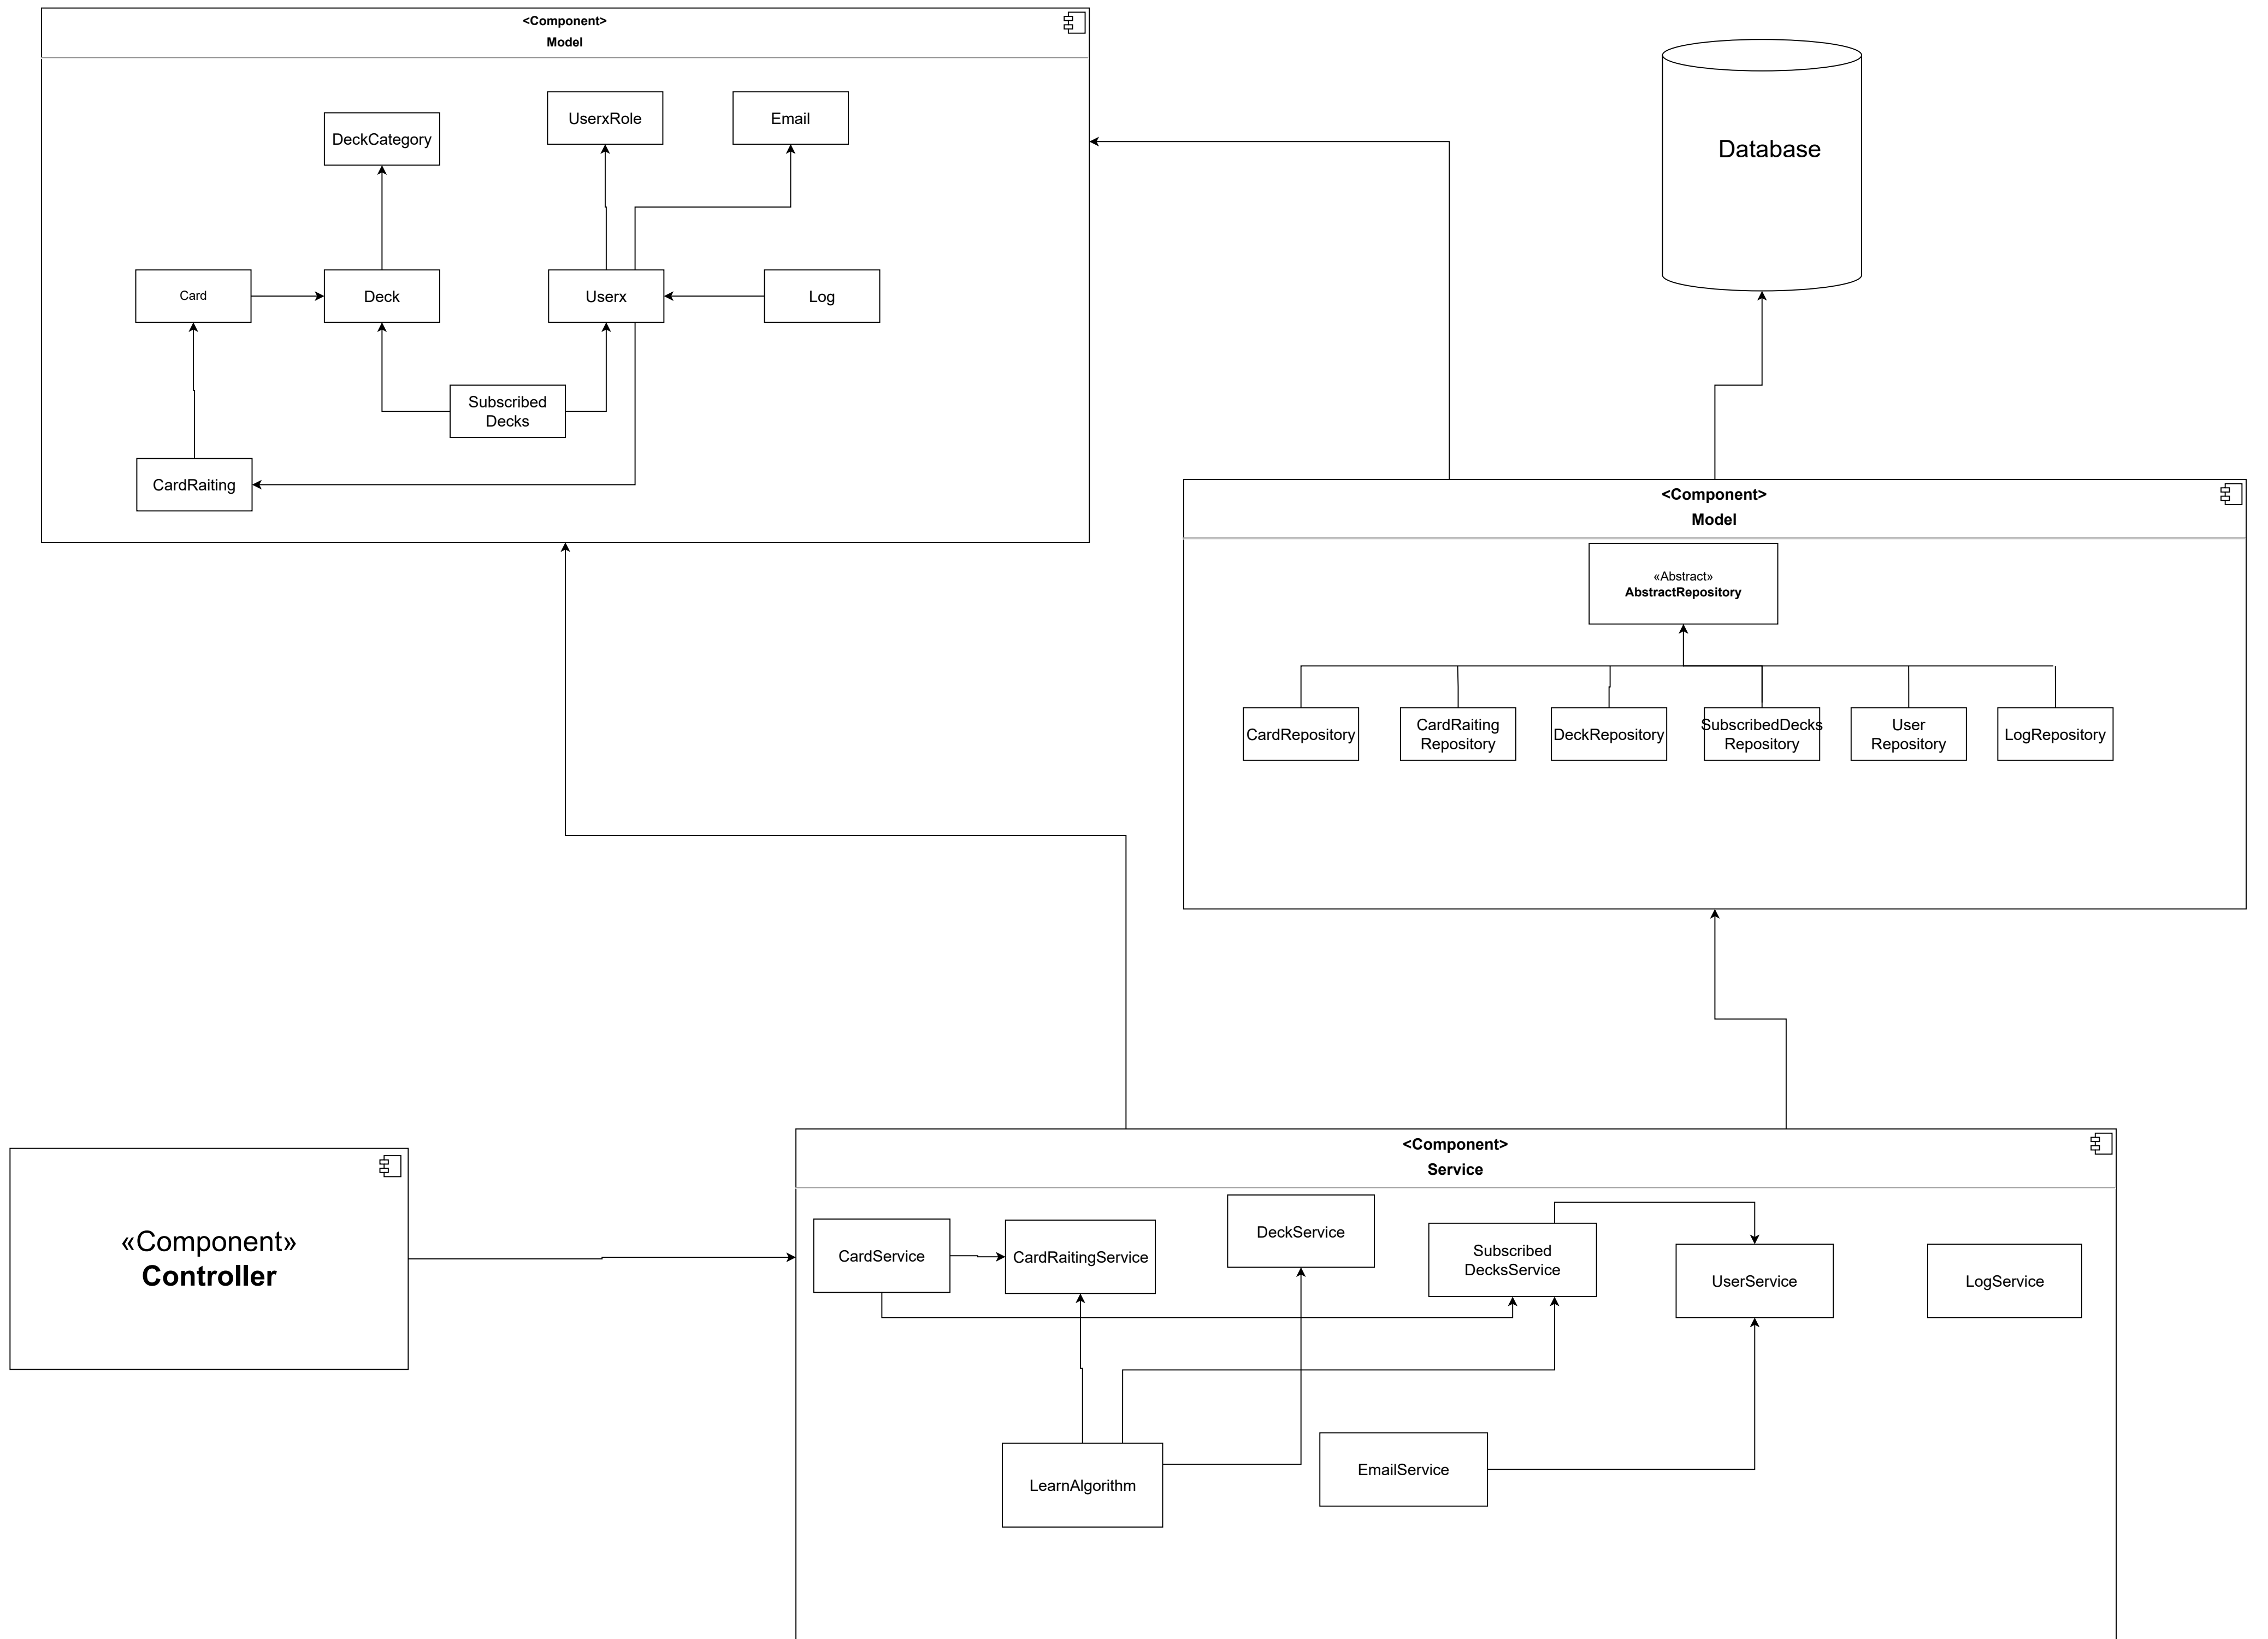 <Component>
Model
DeckCategory
UserxRole
Email
Card
Deck
Userx
Log
Subscribed
Decks
CardRaiting
Database
<Component>
Model
«Abstract»
AbstractRepository
CardRepository
CardRaiting
Repository
DeckRepository
SubscribedDecks
Repository
User
Repository
LogRepository
«Component»
Controller
<Component>
Service
CardService
CardRaitingService
DeckService
Subscribed
DecksService
UserService
LogService
LearnAlgorithm
EmailService